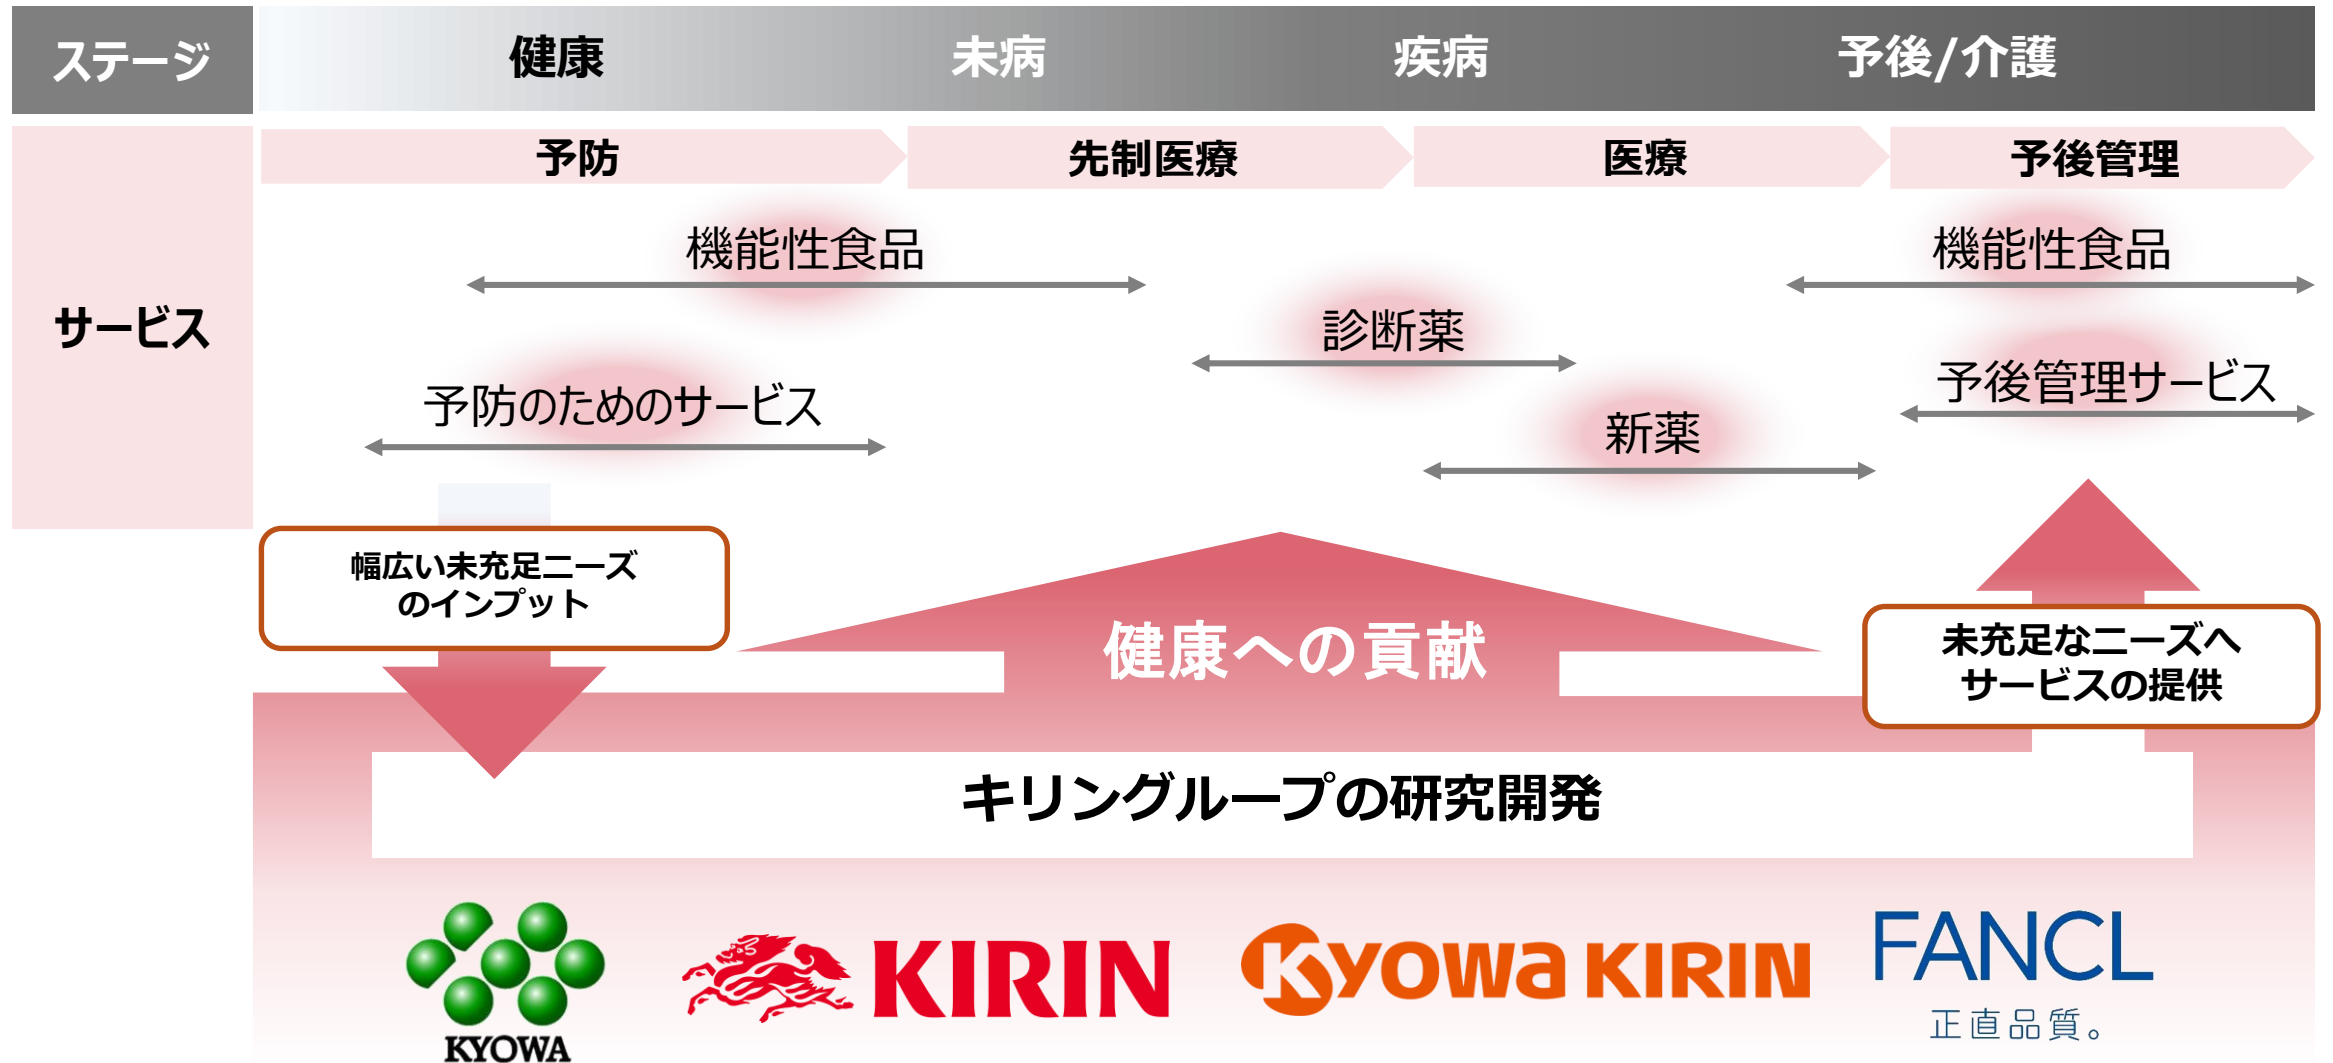 ステージ
健康
未病
疾病
予後/介護
サービス
予防
先制医療
医療
予後管理
機能性食品
機能性食品
診断薬
予防のためのサービス
予後管理サービス
新薬
幅広い未充足ニーズ
のインプット
健康への貢献
未充足なニーズへ
サービスの提供
キリングループの研究開発
KYOWA
KIRIN
KYOWA KIRIN
FANCL
正直品質。